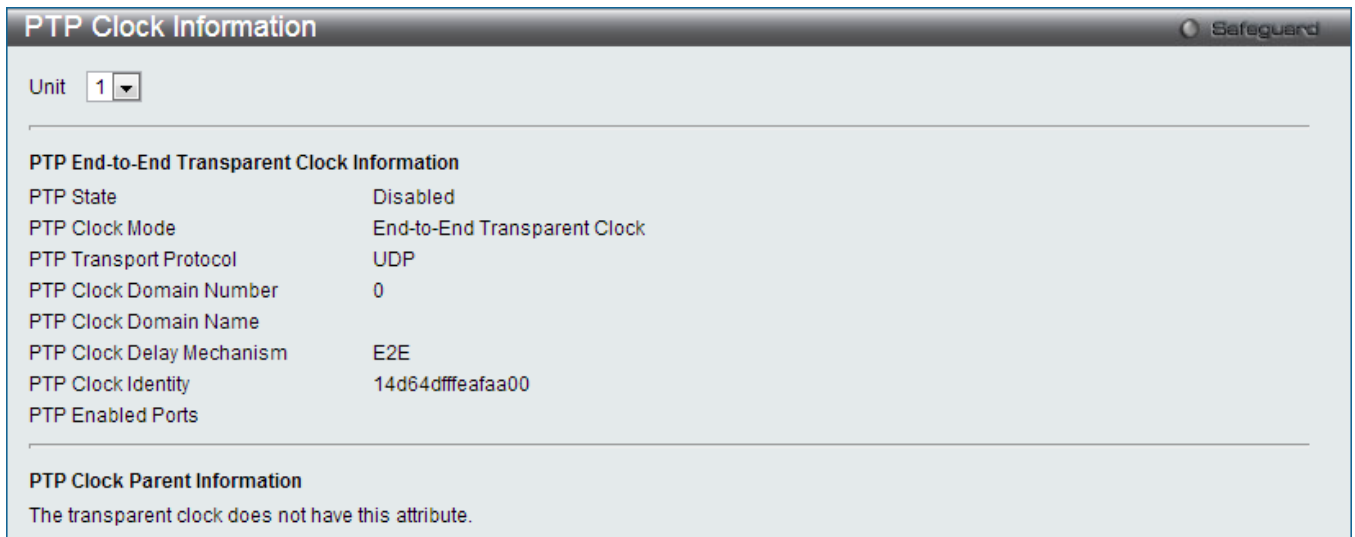 PTP Clock Information Safeguard
Unit 1
PTP End-to-End Transparent Clock Information
PTP State Disabled
PTP Clock Mode End-to-End Transparent Clock
PTP Transport Protocol UDP
PTP Clock Domain Number 0
PTP Clock Domain Name
PTP Clock Delay Mechanism E2E
PTP Clock Identity 14d64dfffeafaa00
PTP Enabled Ports
PTP Clock Parent Information
The transparent clock does not have this attribute.